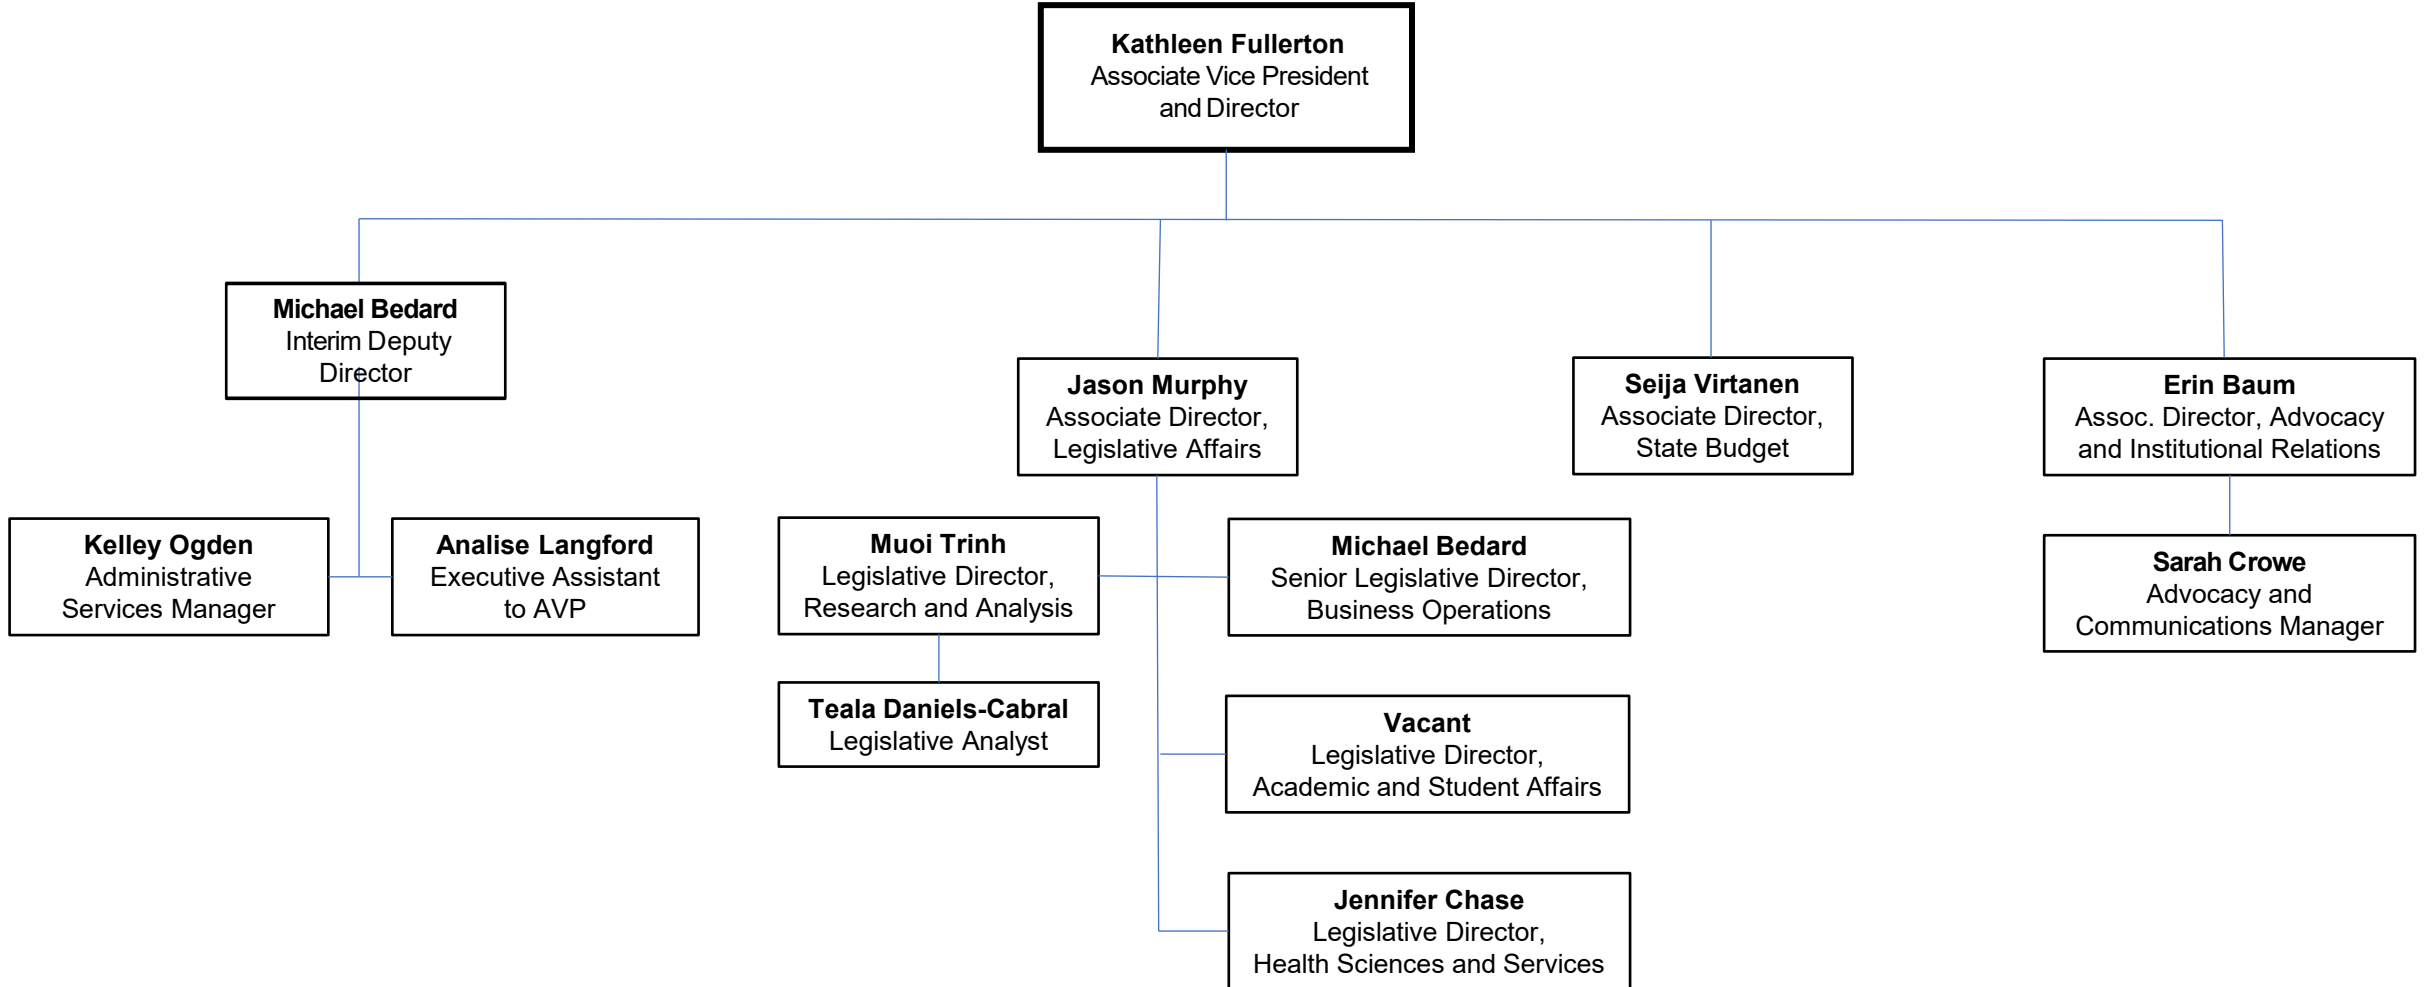 Kathleen Fullerton
Associate Vice President
and Director
Michael Bedard
Interim Deputy
Director
Jason Murphy
Associate Director,
Legislative Affairs
Seija Virtanen
Associate Director,
State Budget
Erin Baum
Assoc. Director, Advocacy
and Institutional Relations
Kelley Ogden
Administrative
Services Manager
Analise Langford
Executive Assistant
to AVP
Muoi Trinh
Legislative Director,
Research and Analysis
Michael Bedard
Senior Legislative Director,
Business Operations
Sarah Crowe
Advocacy and
Communications Manager
Teala Daniels-Cabral
Legislative Analyst
Vacant
Legislative Director,
Academic and Student Affairs
Jennifer Chase
Legislative Director,
Health Sciences and Services